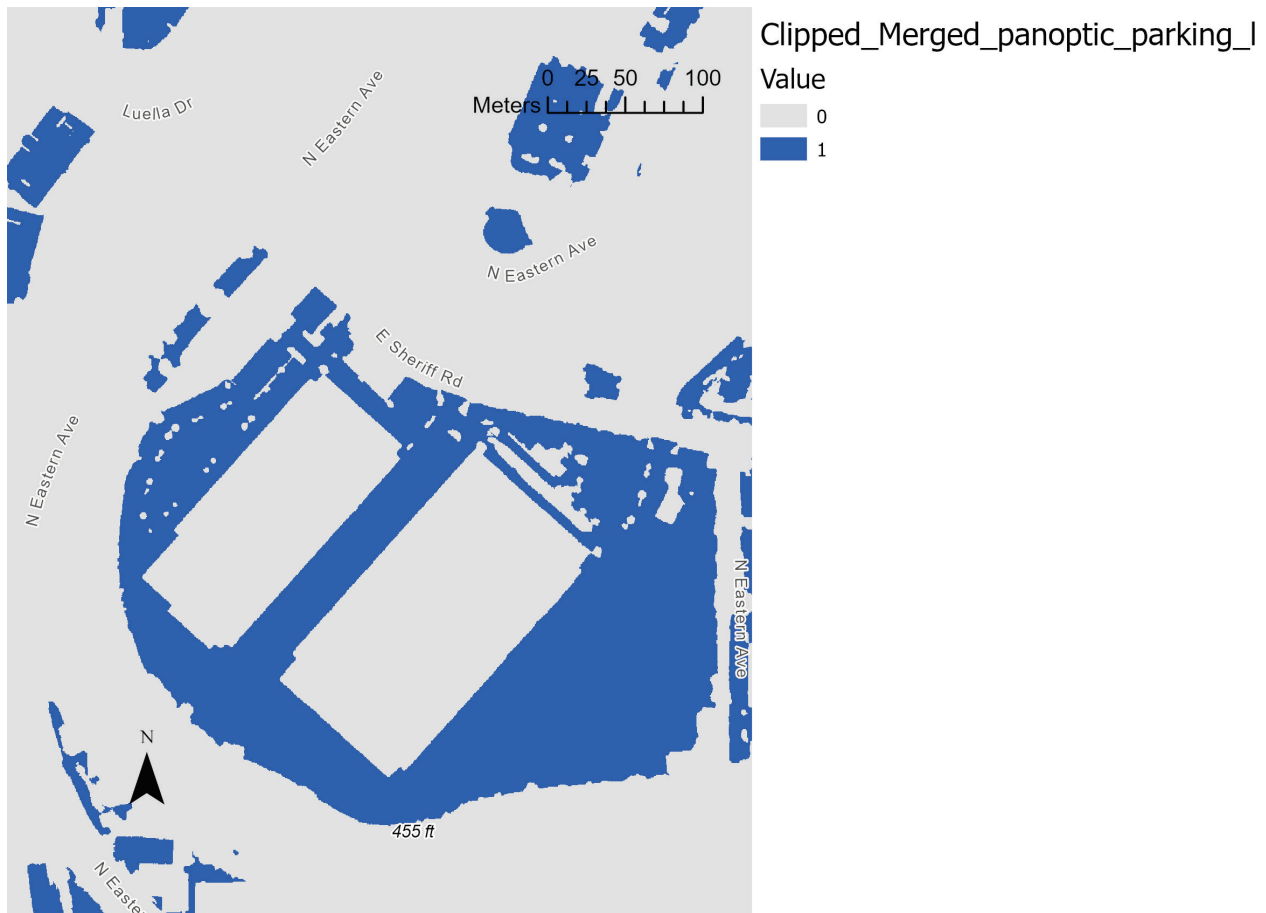 Clipped_Merged_panoptic_parking_l
Value
0
1
0 25 50 100
Meters
Luella Dr
N Eastern Ave
N Eastern Ave
E Sheriff Rd
N Eastern Ave
N Eastern Ave
N
455 ft
N Easter